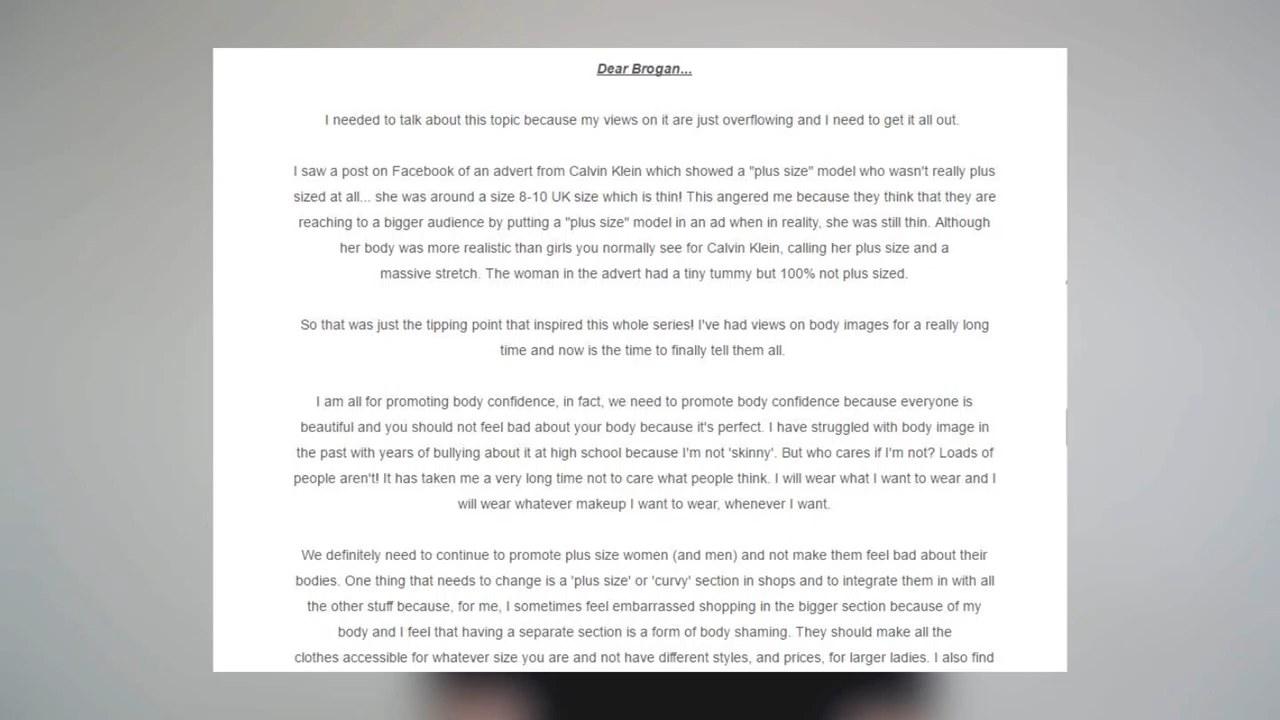 Dear Brogan...
I needed to talk about this topic because my views on it are just overflowing and I need to get it all out.
I saw a post on Facebook of an advert from Calvin Klein which showed a "plus size" model who wasn't really plus
sized at all... she was around a size 8-10 UK size which is thin! This angered me because they think that they are
reaching to a bigger audience by putting a "plus size" model in an ad when in reality, she was still thin. Although
her body was more realistic than girls you normally see for Calvin Klein, calling her plus size and a
massive stretch. The woman in the advert had a tiny tummy but 100% not plus sized.
So that was just the tipping point that inspired this whole series! I've had views on body images for a really long
time and now is the time to finally tell them all.
I am all for promoting body confidence, in fact, we need to promote body confidence because everyone is
beautiful and you should not feel bad about your body because it's perfect. I have struggled with body image in
the past with years of bullying about it at high school because I'm not 'skinny'. But who cares if I'm not? Loads of
people aren't! It has taken me a very long time not to care what people think. I will wear what I want to wear and I
will wear whatever makeup I want to wear, whenever I want.
We definitely need to continue to promote plus size women (and men) and not make them feel bad about their
bodies. One thing that needs to change is a 'plus size' or 'curvy' section in shops and to integrate them in with all
the other stuff because, for me, I sometimes feel embarrassed shopping in the bigger section because of my
body and I feel that having a separate section is a form of body shaming. They should make all the
clothes accessible for whatever size you are and not have different styles, and prices, for larger ladies. I also find